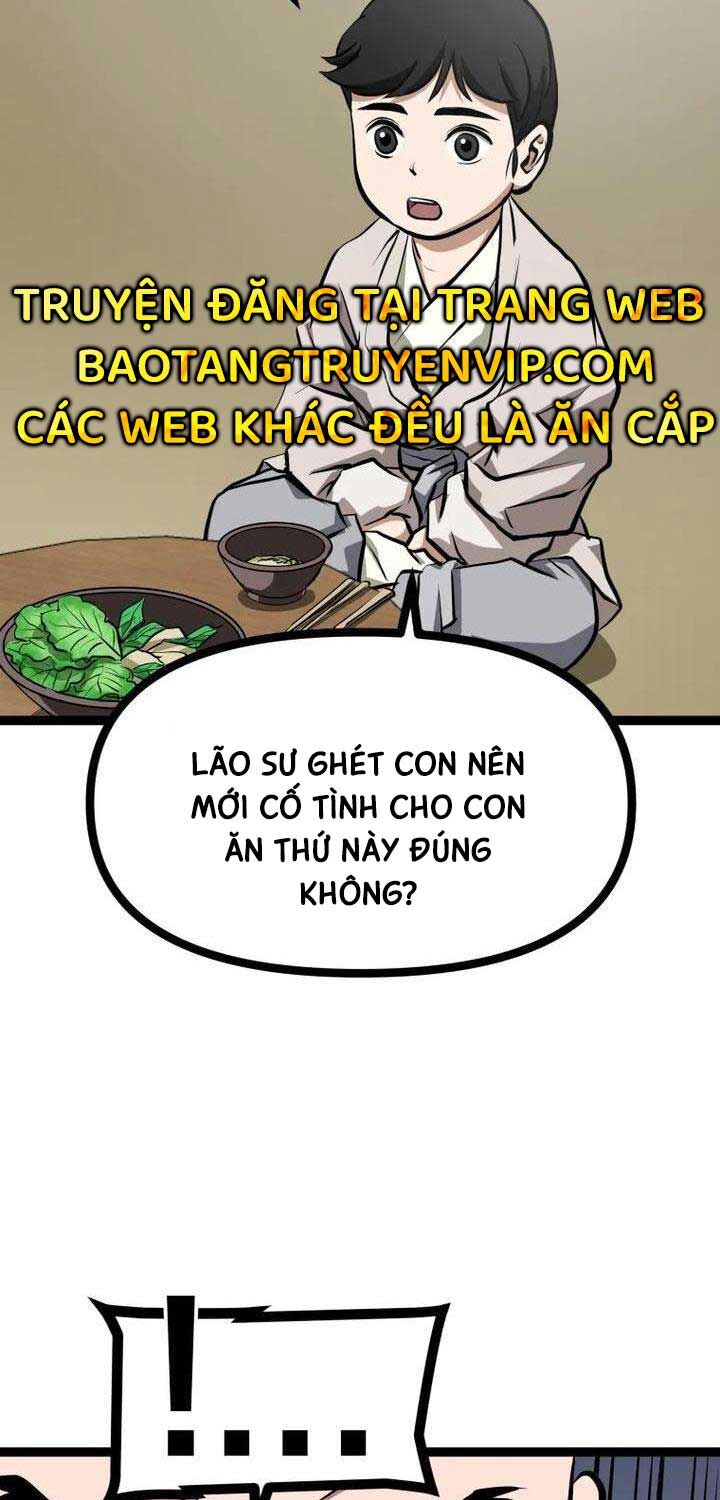 TRUYỆN ĐĂNG TẠI TRANG WEB
BAOTANGTRUYENVIP.COM
CÁC WEB KHÁC ĐỀU LÀ ĂN CẮP
LÃO SƯ GHÉT CON NÊN
MỚI CỐ TÌNH CHO CON
ĂN THỨ NÀY ĐÚNG
KHÔNG?
!....